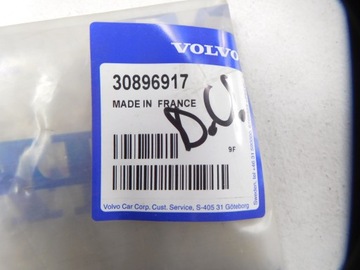 VOLVO
30896917
MADE IN FRANCE
D.C.
9F
Volvo Car Corp. Cust. Service, S-405 31 Göteborg